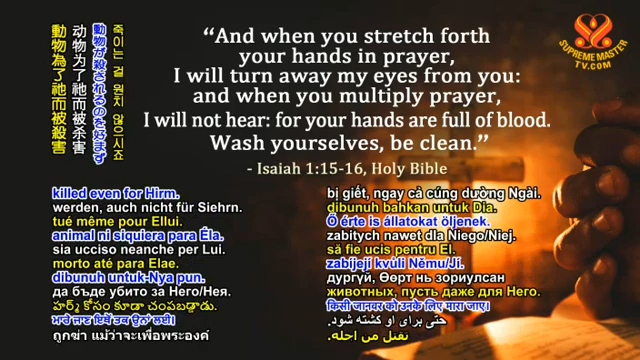 죽이는 걸 원치 않으시죠
動物が殺されるのを好まず
动物为了祂而被杀害
動物為了祂而被殺害
“And when you stretch forth
your hands in prayer,
I will turn away my eyes from you:
and when you multiply prayer,
I will not hear: for your hands are full of blood.
Wash yourselves, be clean.”
- Isaiah 1:15-16, Holy Bible
SUPREME MASTER
TV.COM
killed even for Hirm.
werden, auch nicht für Siehrn.
tué même pour Ellui.
animal ni siquiera para Éla.
sia ucciso neanche per Lui.
morto até para Elae.
dibunuh untuk-Nya pun.
да бъде убито за Него/Нея.
హర్మ్ కోసం కూడా చంపబడ్డాడు.
ਮਾਰੇ ਜਾਣ ਇਥੋਂ ਤਕ ਉਨਾਂ ਲਈ।
ถูกฆ่า แม้ว่าจะเพื่อพระองค์
bị giết, ngay cả cúng dường Ngài.
dibunuh bahkan untuk Dia.
Ő érte is állatokat öljenek.
zabitych nawet dla Niego/Niej.
să fie ucis pentru El.
zabíjejí kvůli Němu/Jí.
дургүй, Өөрт нь зориулсан
животных, пусть даже для Него.
किसी जानवर को उनके लिए मारा जाए।
حتی برای او کشته شود.
تقتل من اجله.